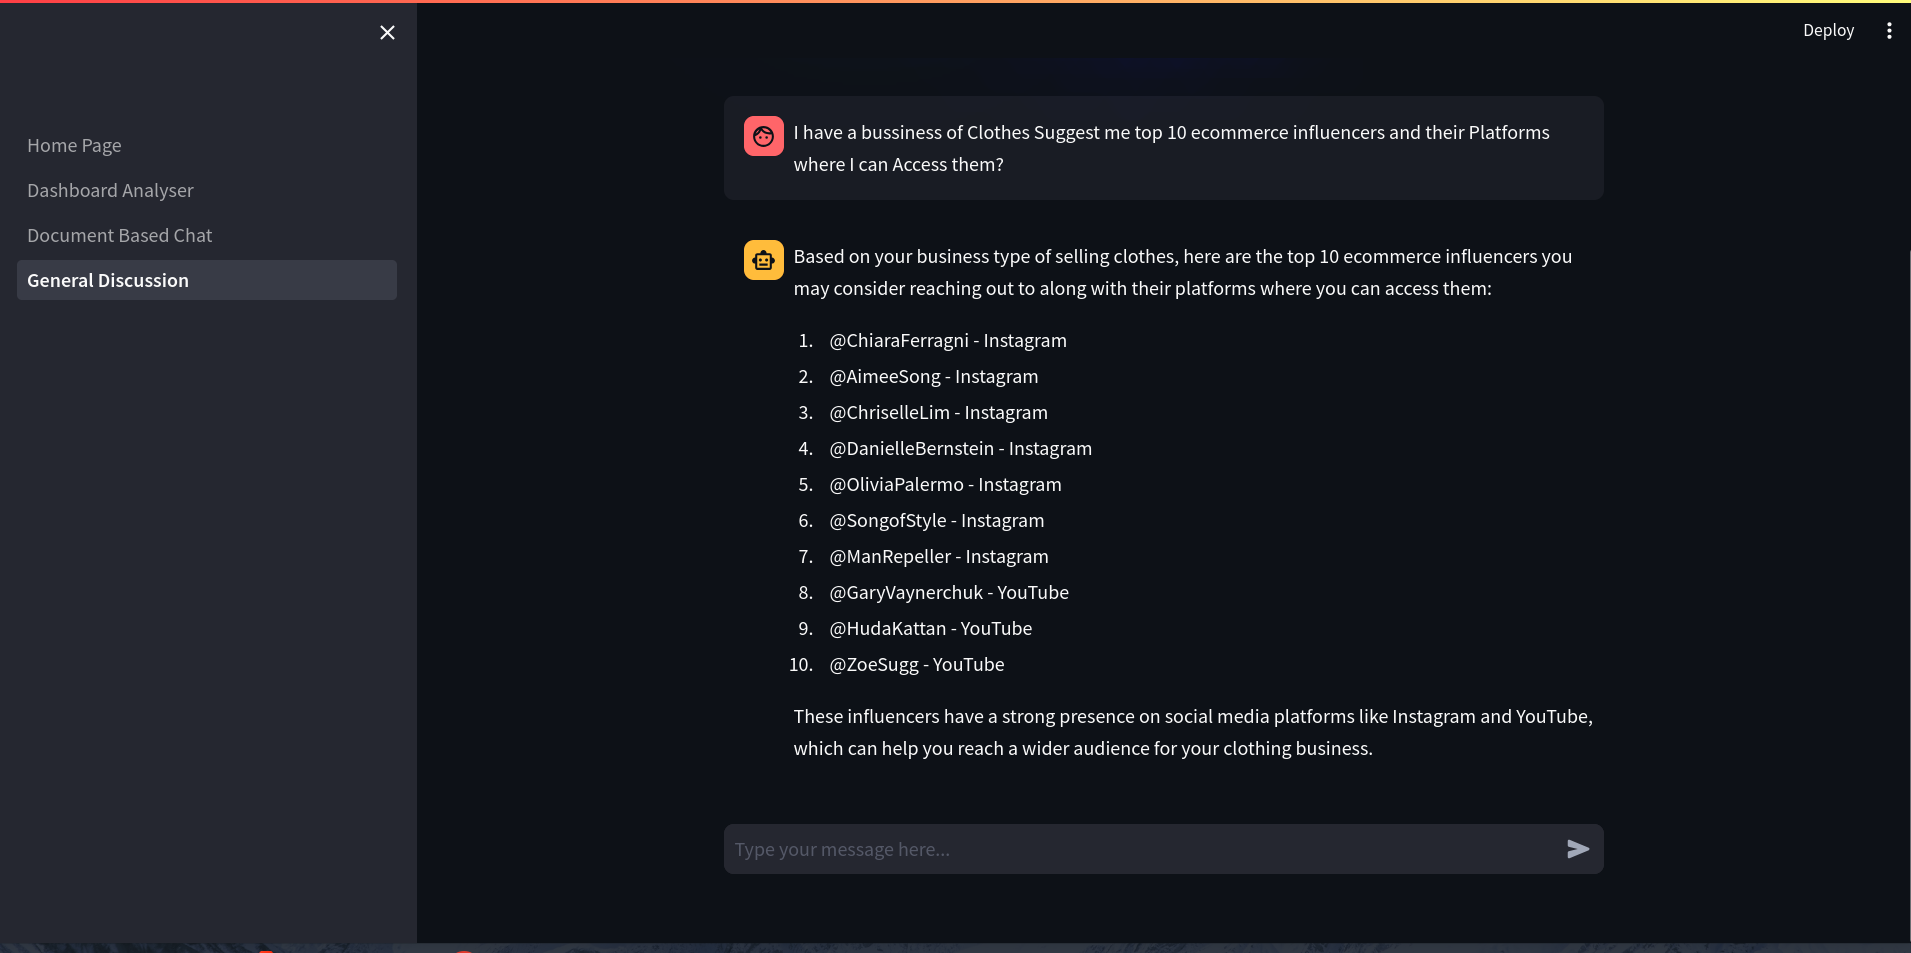 Deploy
Home Page
Dashboard Analyser
Document Based Chat
General Discussion
I have a bussiness of Clothes Suggest me top 10 ecommerce influencers and their Platforms
where I can Access them?
Based on your business type of selling clothes, here are the top 10 ecommerce influencers you
may consider reaching out to along with their platforms where you can access them:
1. @ChiaraFerragni - Instagram
2. @AimeeSong - Instagram
3. @ChriselleLim - Instagram
4. @DanielleBernstein - Instagram
5. @OliviaPalermo - Instagram
6. @SongofStyle - Instagram
7. @ManRepeller - Instagram
8. @GaryVaynerchuk - YouTube
9. @HudaKattan - YouTube
10. @ZoeSugg - YouTube
These influencers have a strong presence on social media platforms like Instagram and YouTube,
which can help you reach a wider audience for your clothing business.
Type your message here...